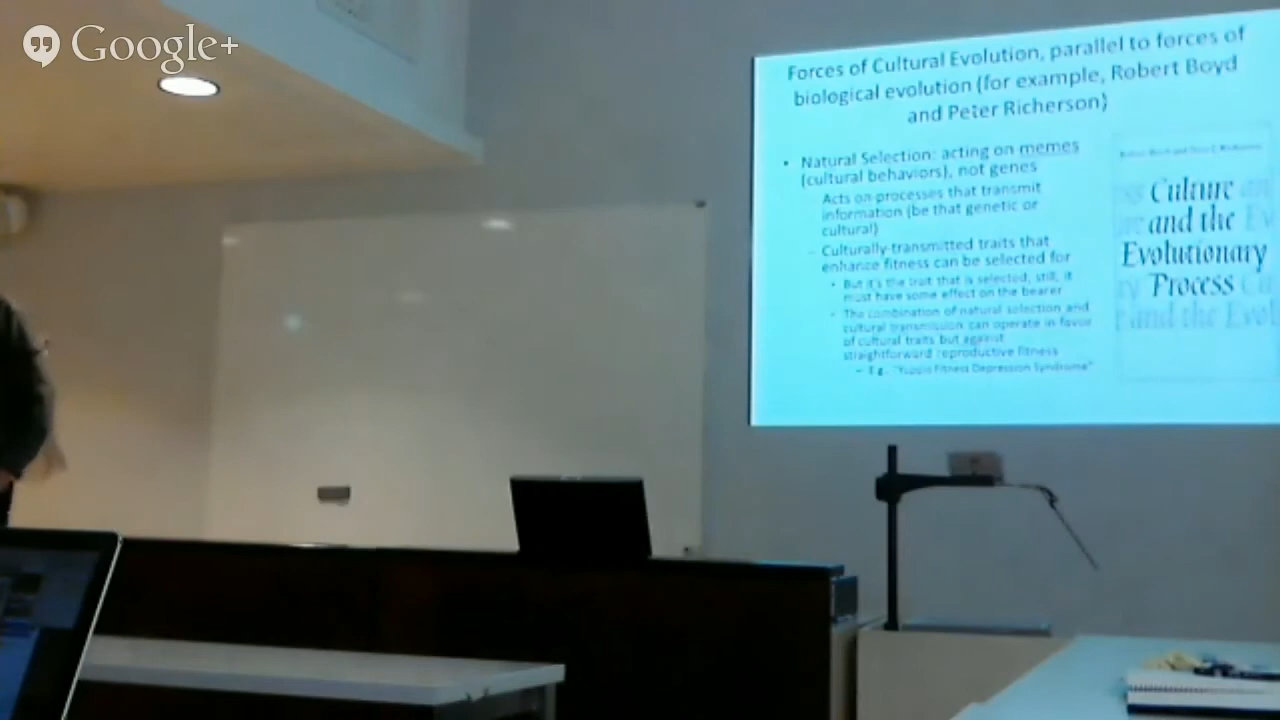 Google+
Forces of Cultural Evolution, parallel to forces of
biological evolution (for example, Robert Boyd
and Peter Richerson)
• Natural Selection: acting on memes
(cultural behaviors), not genes
Acts on processes that transmit
information (be that genetic or
cultural)
– Culturally-transmitted traits that
enhance fitness can be selected for
• But it's the trait that is selected, still, it
must have some effect on the bearer
• The combination of natural selection and
cultural transmission can operate in favor
of cultural traits but against
straightforward reproductive fitness
– E.g. "Yuppie Fitness Depression Syndrome"
Culture
and the
Evolutionary
Process